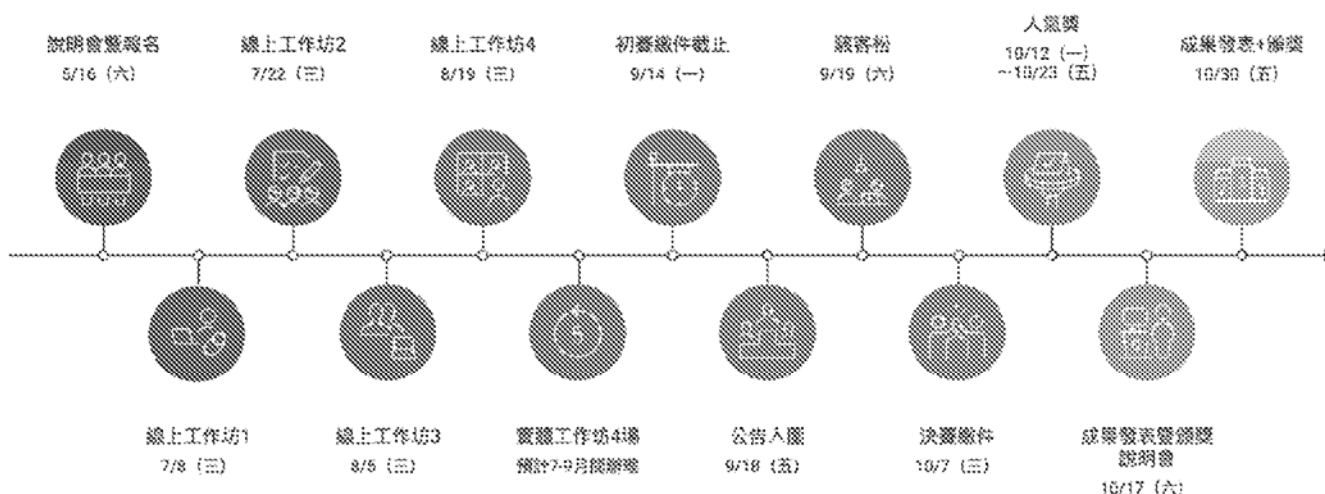 說明會暨報名
5/16（六）
線上工作坊2
7/22（三）
線上工作坊4
8/19（三）
初審繳件截止
9/14（一）
9/19（六）
人氣獎
10/12（一）
～10/23（五）
成果發表+頒獎
10/30（五）
線上工作坊1
7/8（三）
線上工作坊3
8/5（三）
實體工作坊4場
預計7-9月間辦理
公告入圍
9/18（五）
決審繳件
10/7（三）
成果發表暨頒獎
說明會
10/17（六）